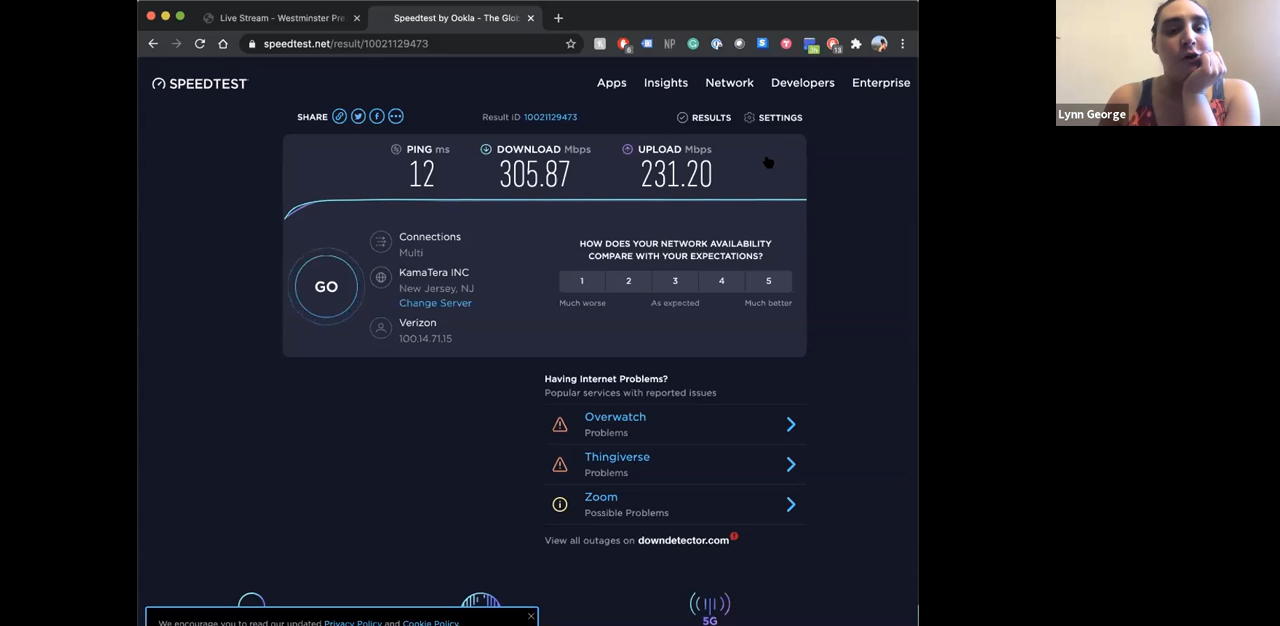 Live Stream - Westminster Pre
Speedtest by Ookla - The Glob
speedtest.net/result/10021129473
NP
SPEEDTEST
Apps
Insights
Network
Developers
Enterprise
SHARE
Result ID 10021129473
RESULTS
SETTINGS
PING ms
DOWNLOAD Mbps
UPLOAD Mbps
12
305.87
231.20
GO
Connections
Multi
KamaTera INC
New Jersey, NJ
Change Server
Verizon
100.14.71.15
HOW DOES YOUR NETWORK AVAILABILITY
COMPARE WITH YOUR EXPECTATIONS?
1 2 3 4 5
Much worse As expected Much better
Having Internet Problems?
Popular services with reported issues
Overwatch
Problems
Thingiverse
Problems
Zoom
Possible Problems
View all outages on downdetector.com
5G
We encourage you to read our updated Privacy Policy and Cookie Policy.
Lynn George